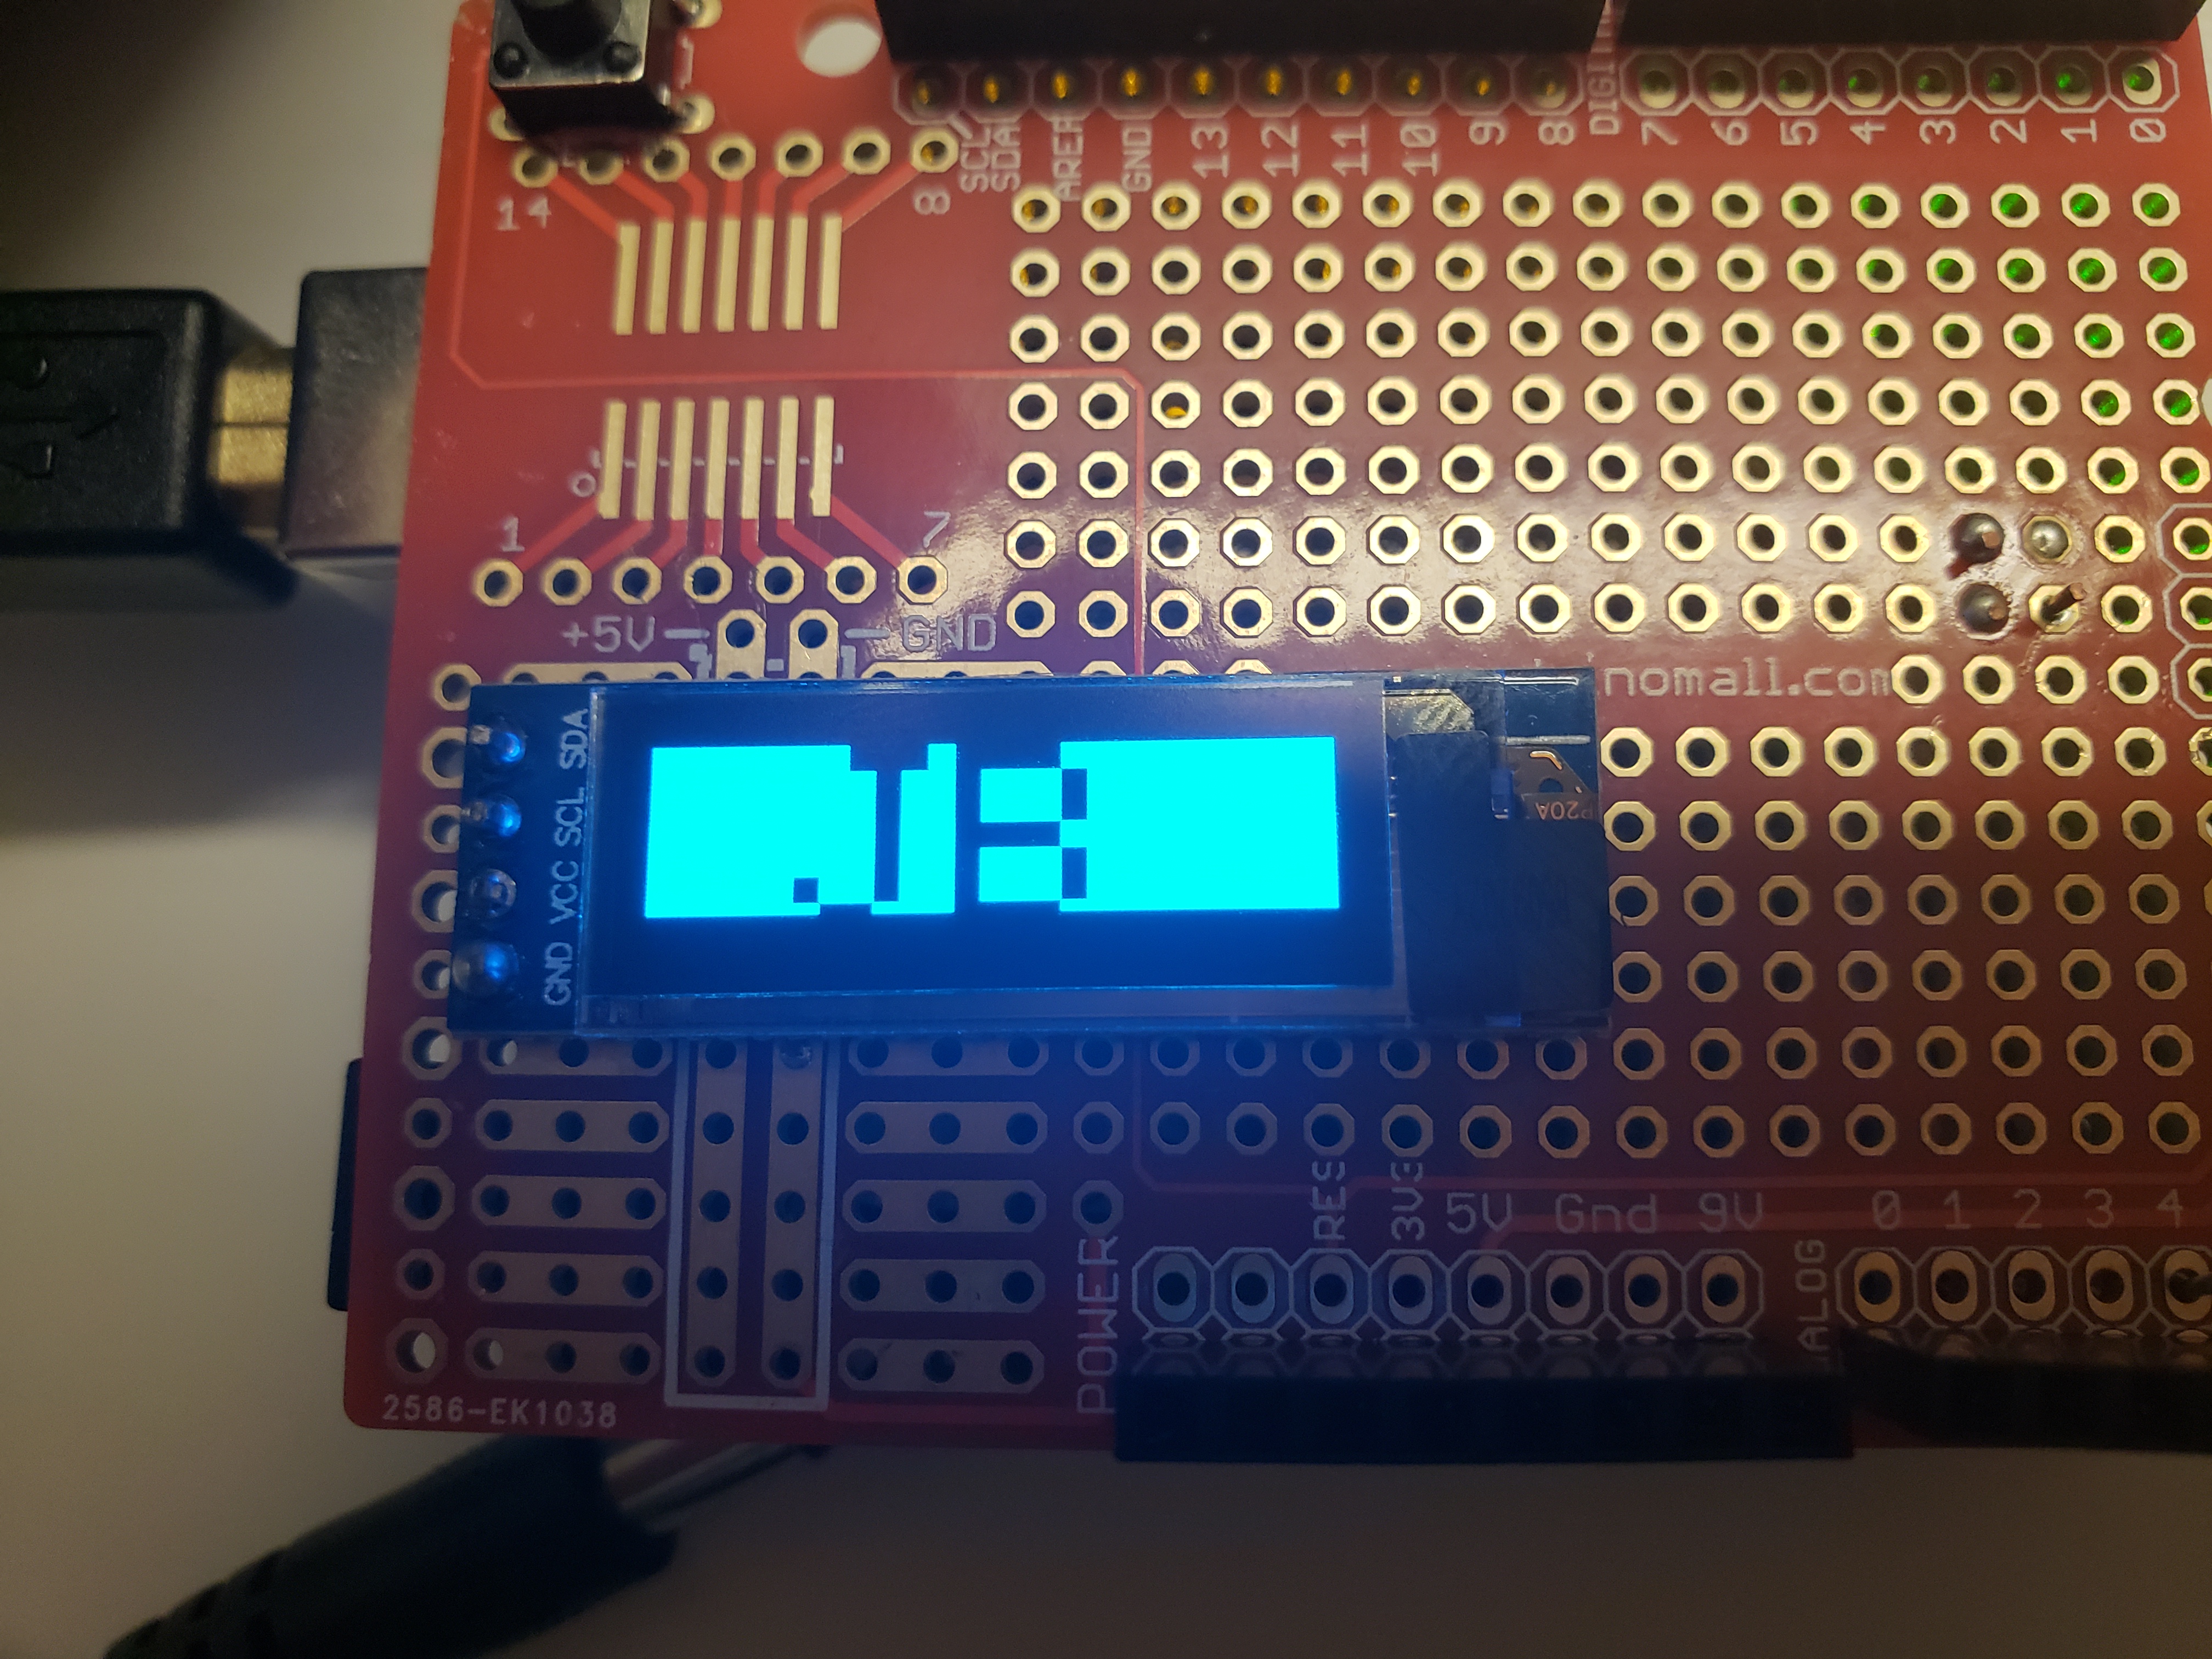 SCL
SDA
AREF
GND
13
12
11
10
9
8
7
6
5
4
3
2
1
0
14
8
1
7
+5V
GND
nomall.com
GND VCC SCL SDA
JB
P20A
RES
3V3
5V
Gnd
9V
0
1
2
3
4
POWER
2586-EK1038